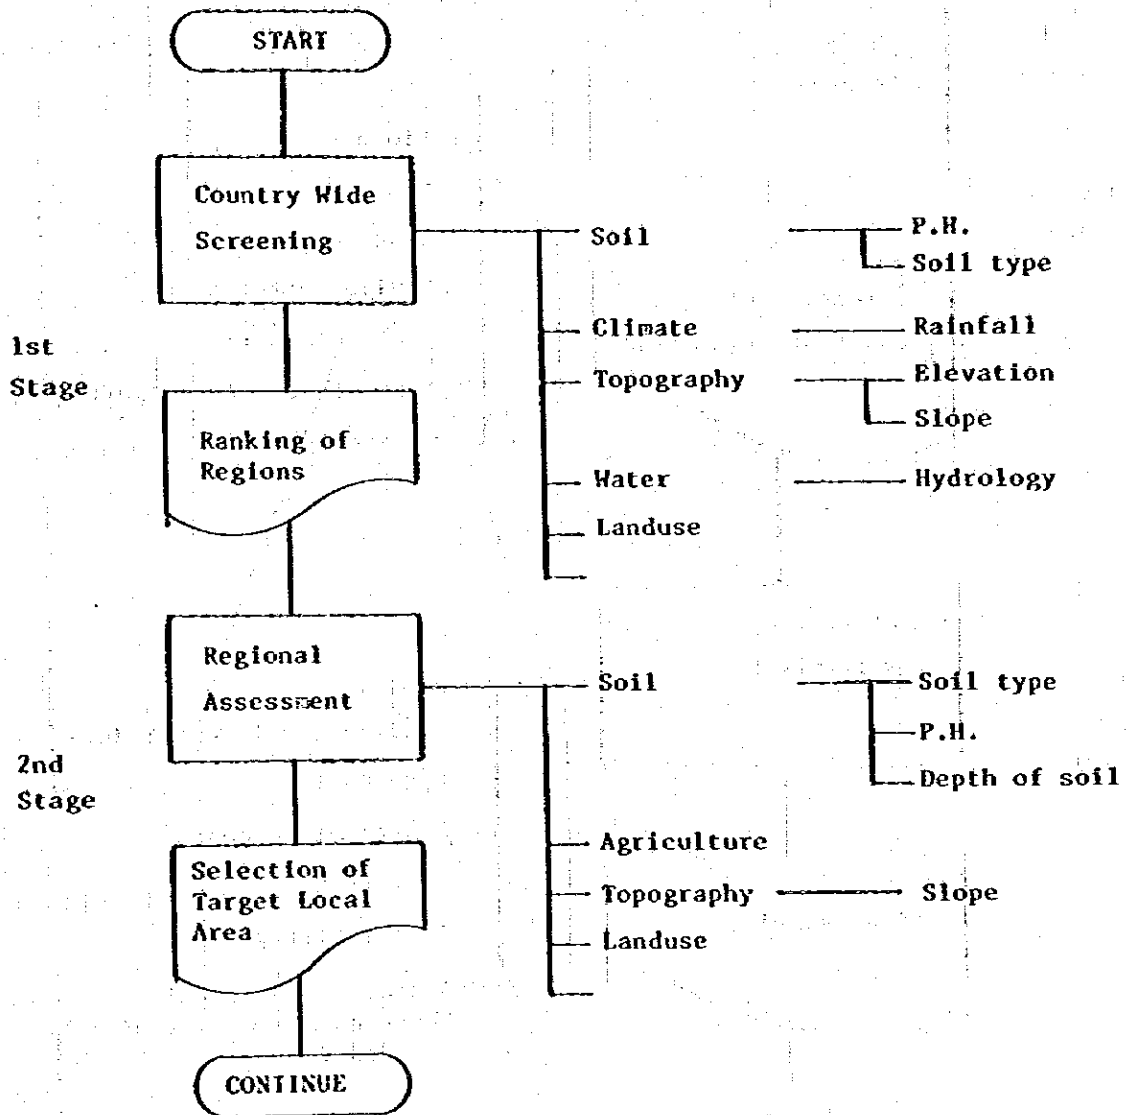 START
Country Wide
Screening
Soil
P.H.
Soil type
Climate
Rainfall
Topography
Elevation
Slope
Water
Hydrology
Landuse
1st
Stage
Ranking of
Regions
Regional
Assessment
Soil
Soil type
P.H.
Depth of soil
Agriculture
Topography
Slope
Landuse
2nd
Stage
Selection of
Target Local
Area
CONTINUE